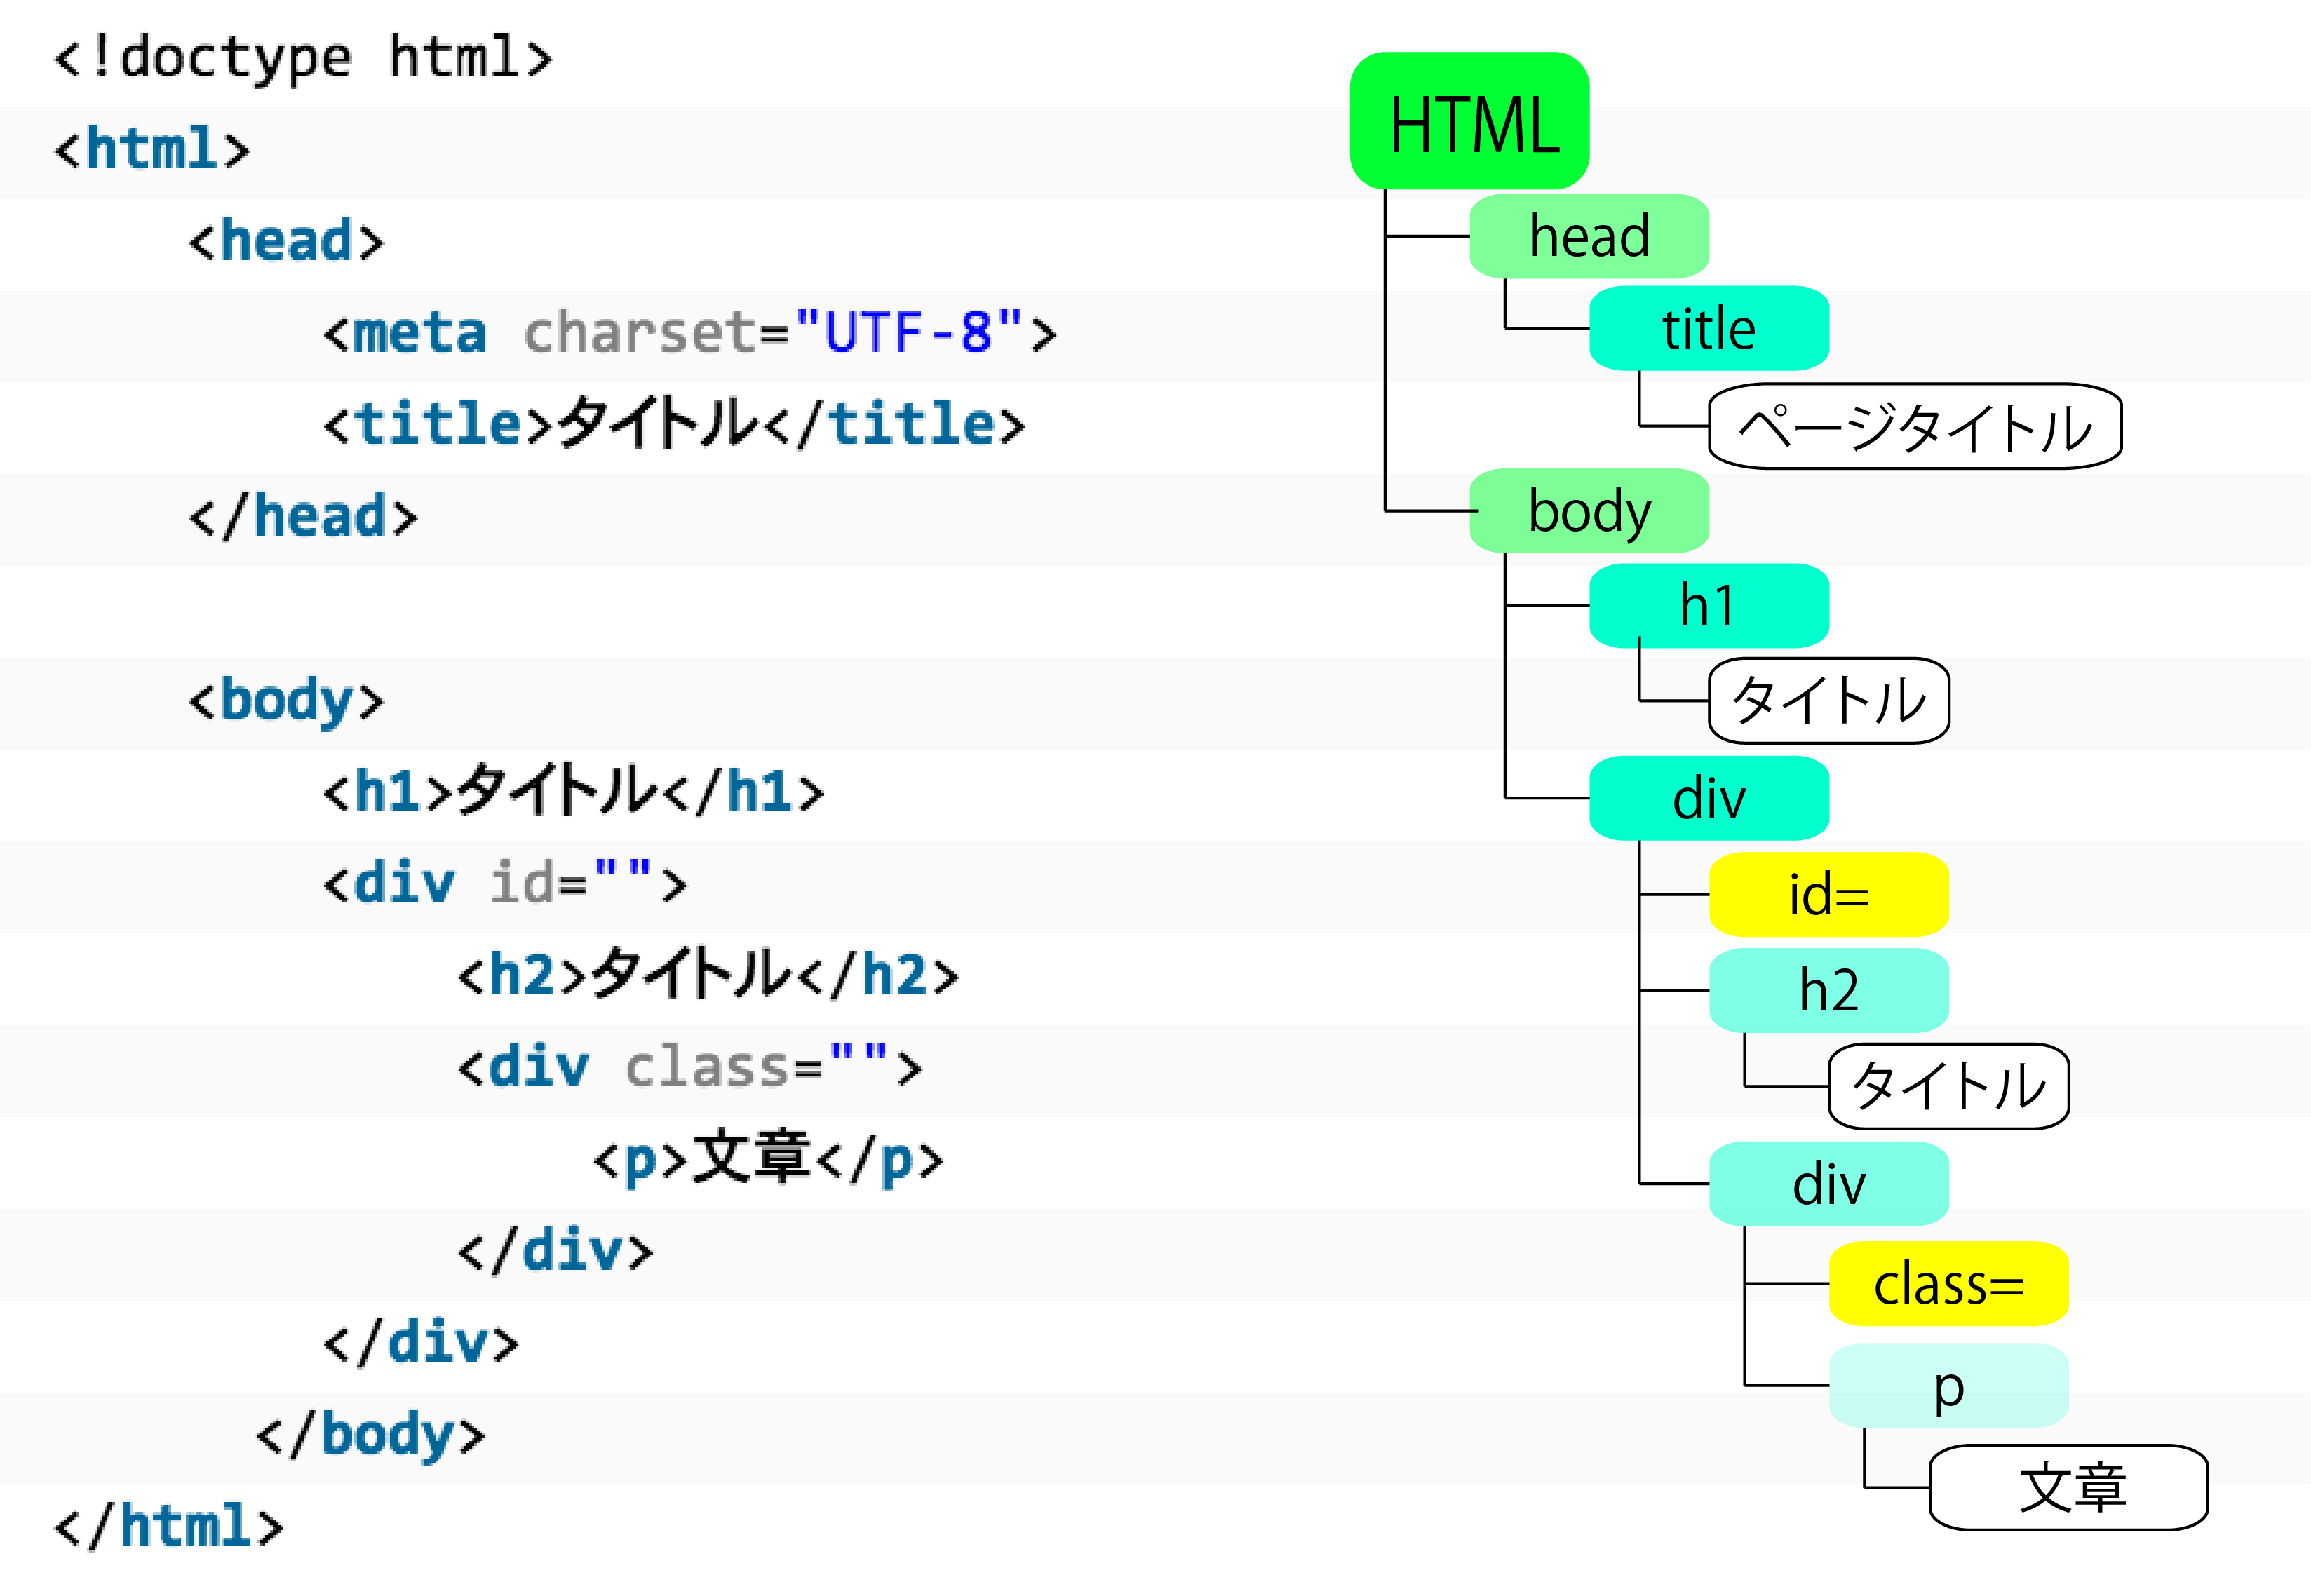 <!doctype html>
<html>
<head>
<meta charset="UTF-8">
<title>タイトル</title>
</head>
<body>
<h1>タイトル</h1>
<div id="">
<h2>タイトル</h2>
<div class="">
<p>文章</p>
</div>
</div>
</body>
</html>
HTML
head
title
ページタイトル
body
h1
タイトル
div
id=
h2
タイトル
div
class=
p
文章